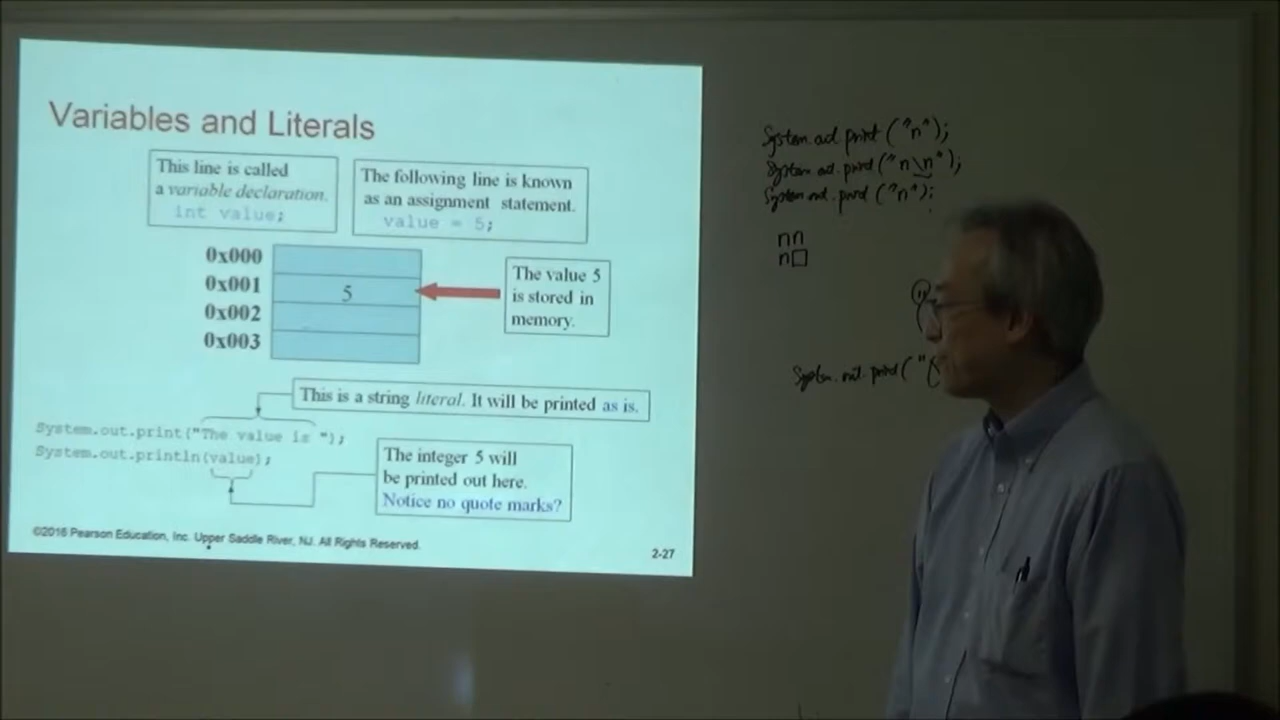 Variables and Literals
This line is called
a variable declaration.
int value;
The following line is known
as an assignment statement.
value = 5;
0x000
0x001
0x002
0x003
5
The value 5
is stored in
memory.
This is a string literal. It will be printed as is.
System.out.print("The value is ");
System.out.println(value);
The integer 5 will
be printed out here.
Notice no quote marks?
©2016 Pearson Education, Inc. Upper Saddle River, NJ. All Rights Reserved.
2-27
System.out.print("n");
System.out.print("n\n");
System.out.print("n");
nn
n
System.out.print("